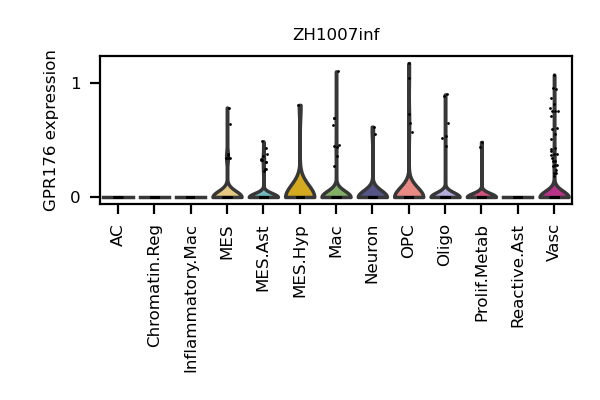 ZH1007inf
GPR176 expression
1
0
AC
Chromatin.Reg
Inflammatory.Mac
MES
MES.Ast
MES.Hyp
Mac
Neuron
OPC
Oligo
Prolif.Metab
Reactive.Ast
Vasc